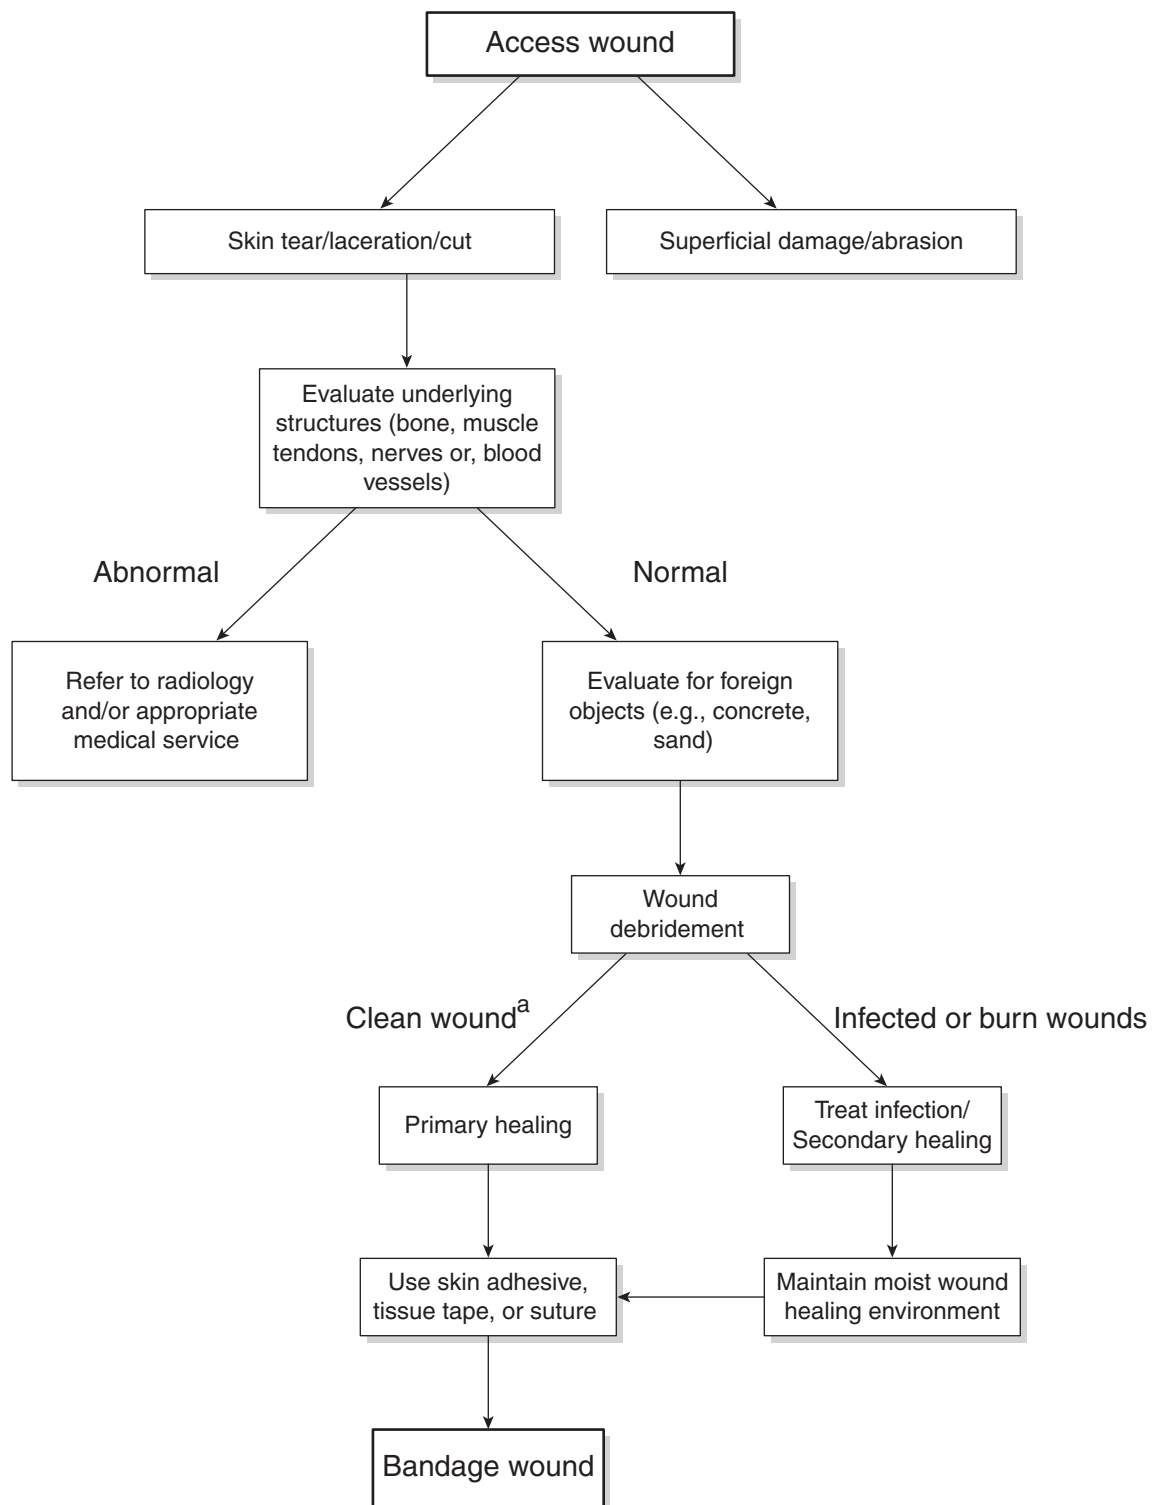 Access wound
Skin tear/laceration/cut
Superficial damage/abrasion
Evaluate underlying
structures (bone, muscle
tendons, nerves or, blood
vessels)
Abnormal
Normal
Refer to radiology
and/or appropriate
medical service
Evaluate for foreign
objects (e.g., concrete,
sand)
Wound
debridement
Clean woundᵃ
Infected or burn wounds
Primary healing
Treat infection/
Secondary healing
Use skin adhesive,
tissue tape, or suture
Maintain moist wound
healing environment
Bandage wound